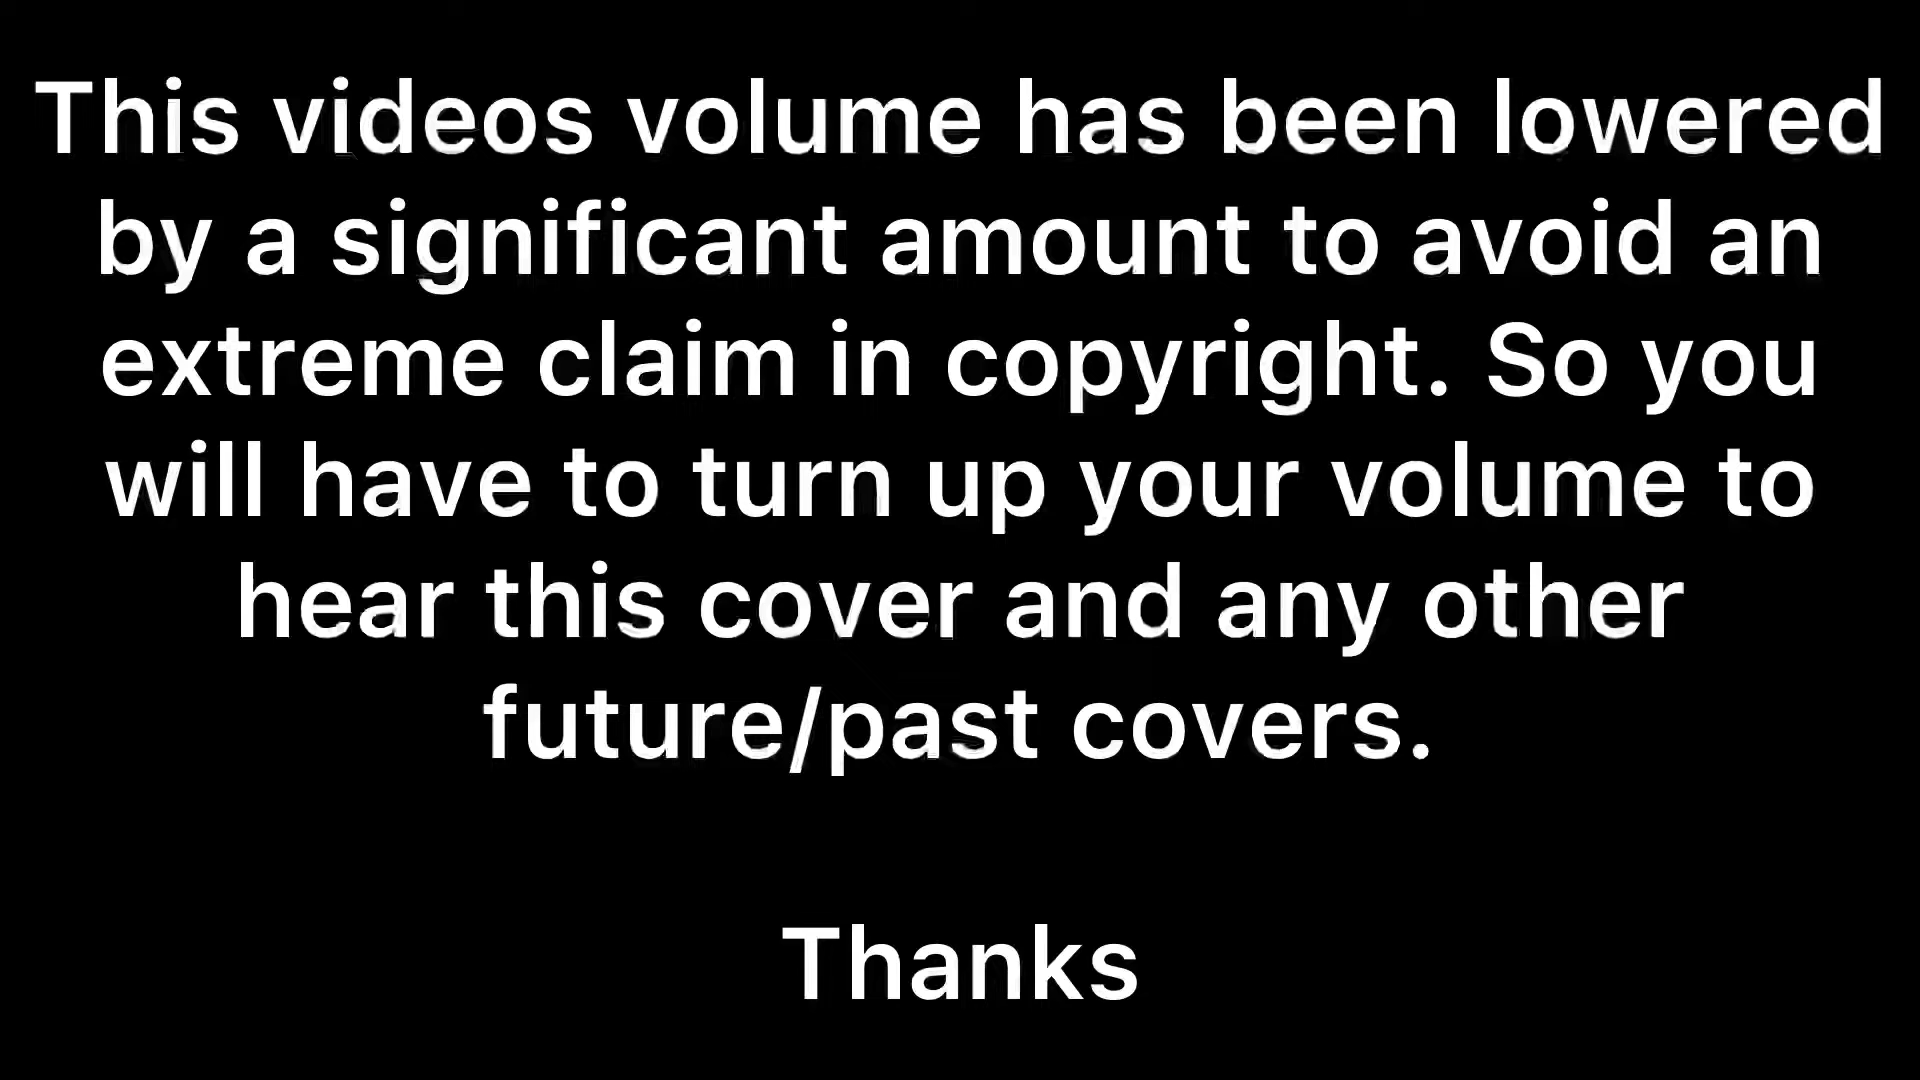 This videos volume has been lowered
by a significant amount to avoid an
extreme claim in copyright. So you
will have to turn up your volume to
hear this cover and any other
future/past covers.
Thanks